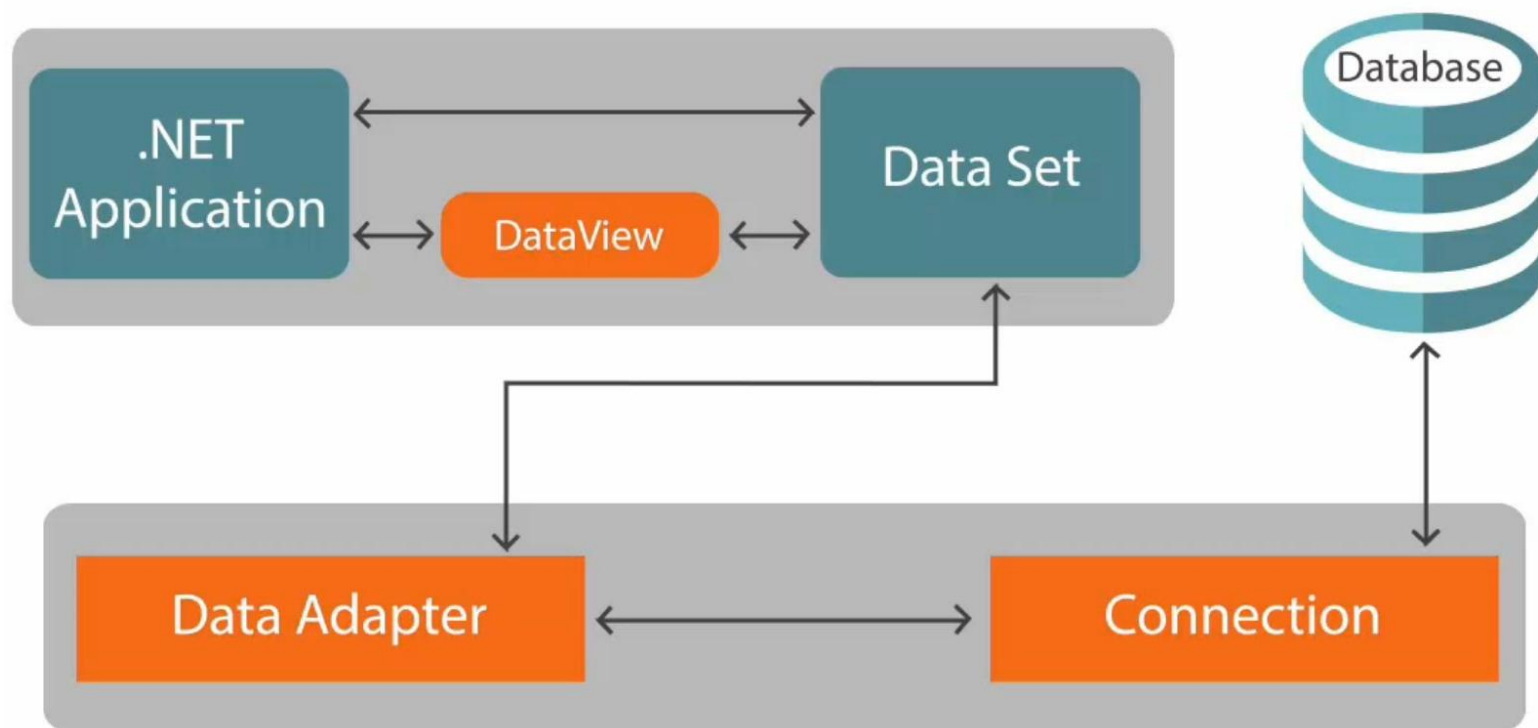 .NET
Application
DataView
Data Set
Database
Data Adapter
Connection